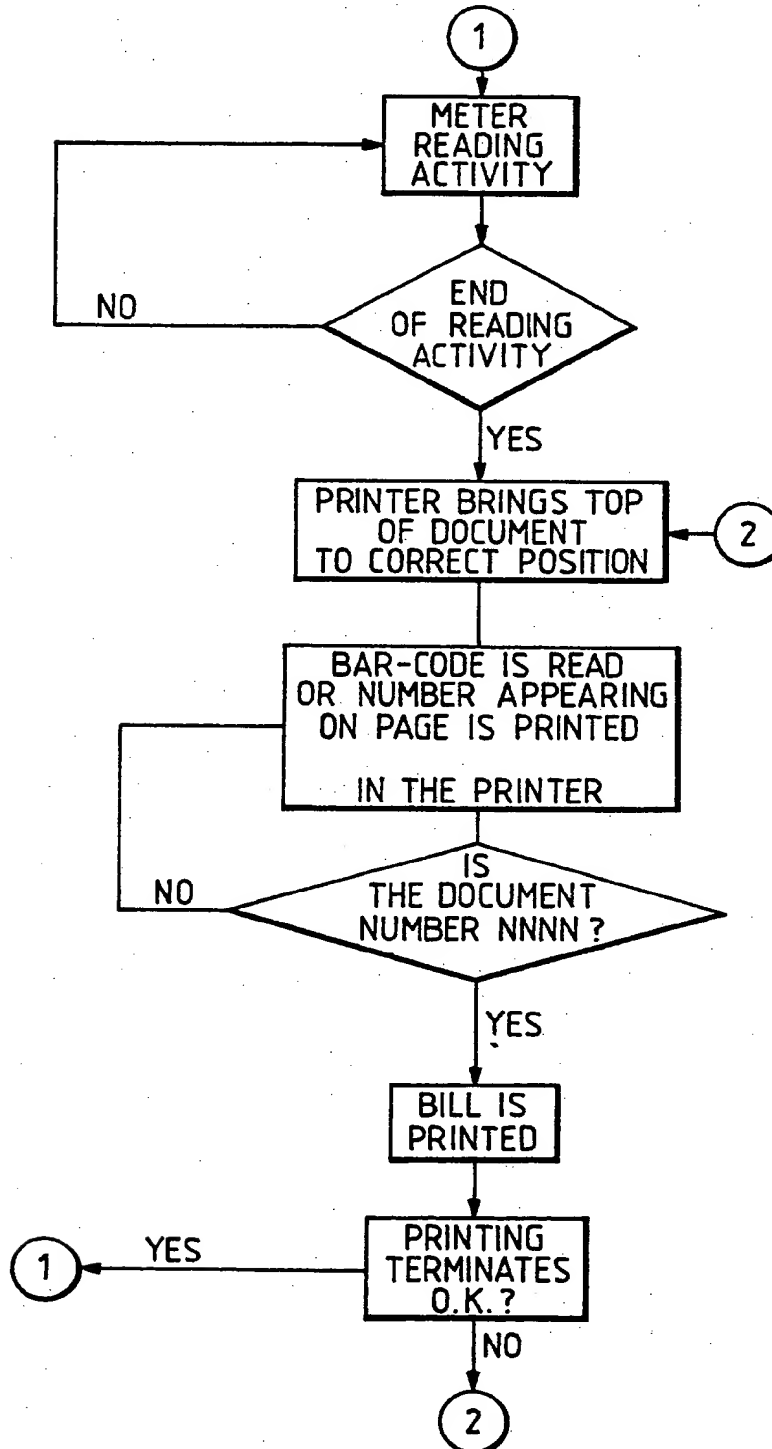 1
METER
READING
ACTIVITY
END
OF READING
ACTIVITY
NO
YES
PRINTER BRINGS TOP
OF DOCUMENT
TO CORRECT POSITION
2
BAR-CODE IS READ
OR NUMBER APPEARING
ON PAGE IS PRINTED
IN THE PRINTER
IS
THE DOCUMENT
NUMBER NNNN?
NO
YES
BILL IS
PRINTED
PRINTING
TERMINATES
O.K.?
YES
1
NO
2